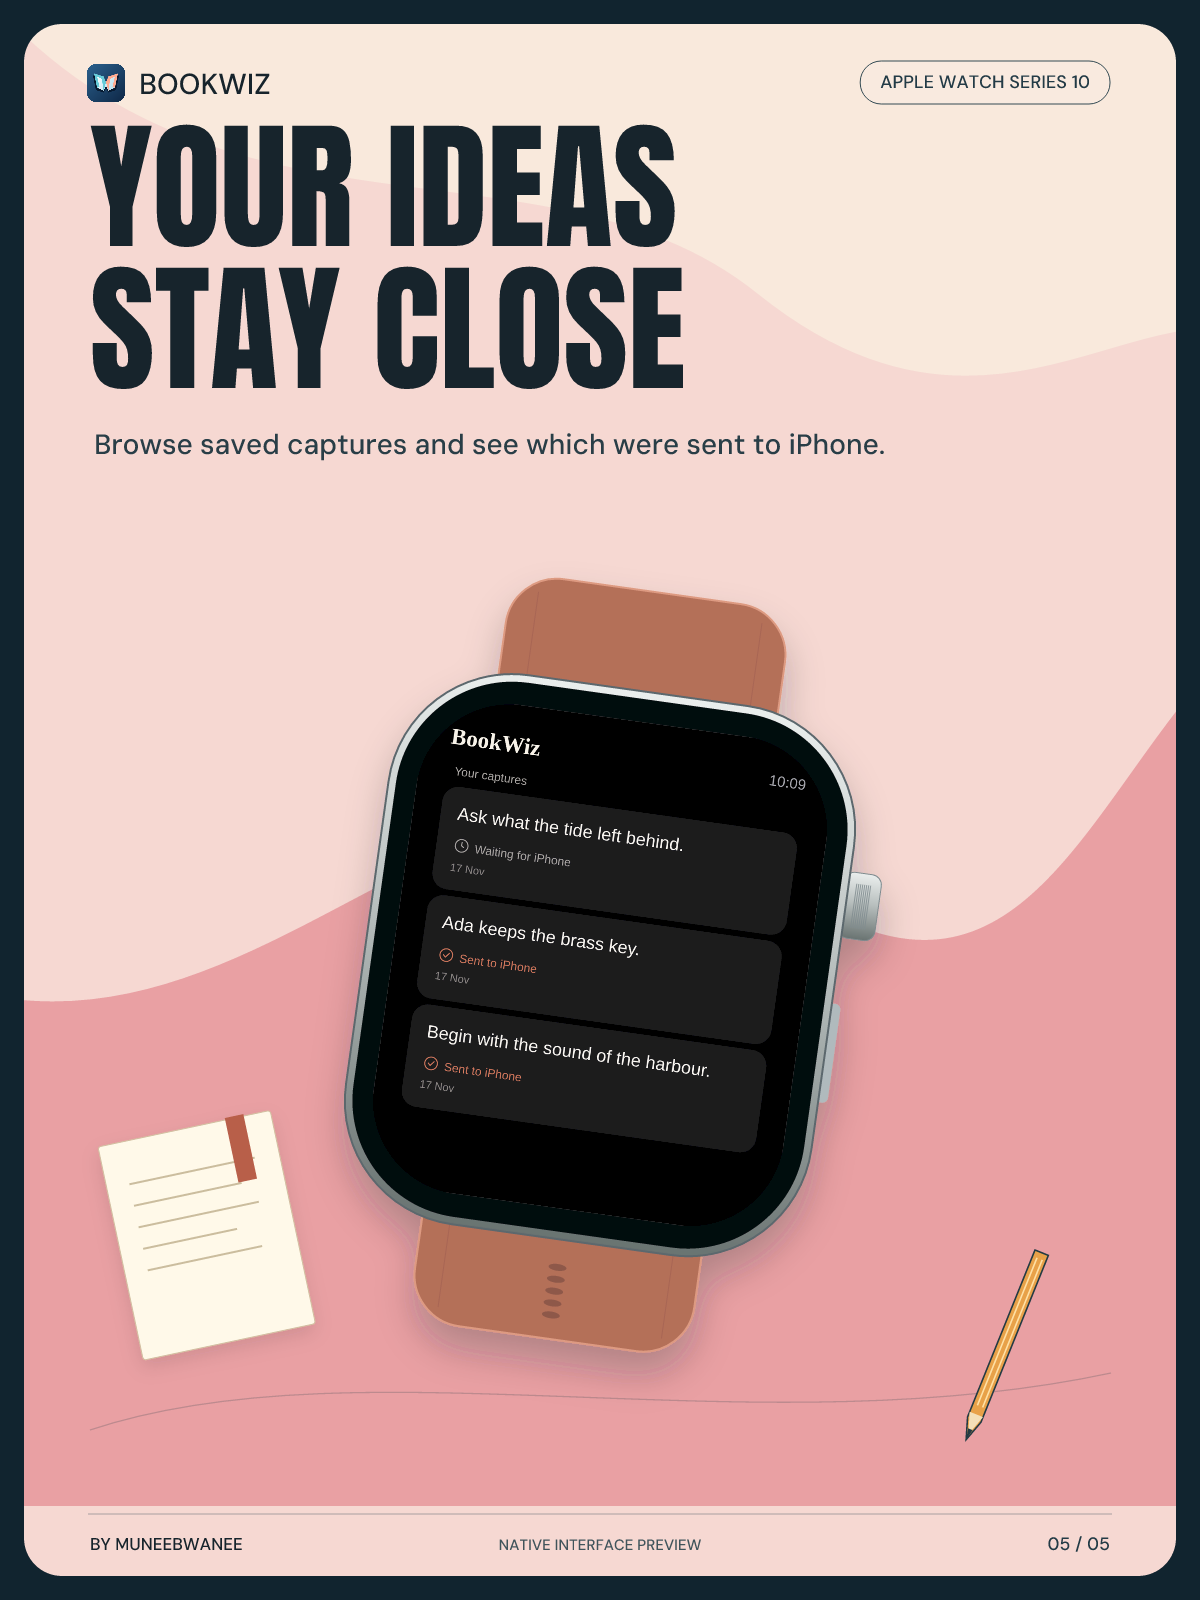 BOOKWIZ
APPLE WATCH SERIES 10
YOUR IDEAS
STAY CLOSE
Browse saved captures and see which were sent to iPhone.
BookWiz
10:09
Your captures
Ask what the tide left behind.
Waiting for iPhone
17 Nov
Ada keeps the brass key.
Sent to iPhone
17 Nov
Begin with the sound of the harbour.
Sent to iPhone
17 Nov
BY MUNEEBWANEE
NATIVE INTERFACE PREVIEW
05 / 05